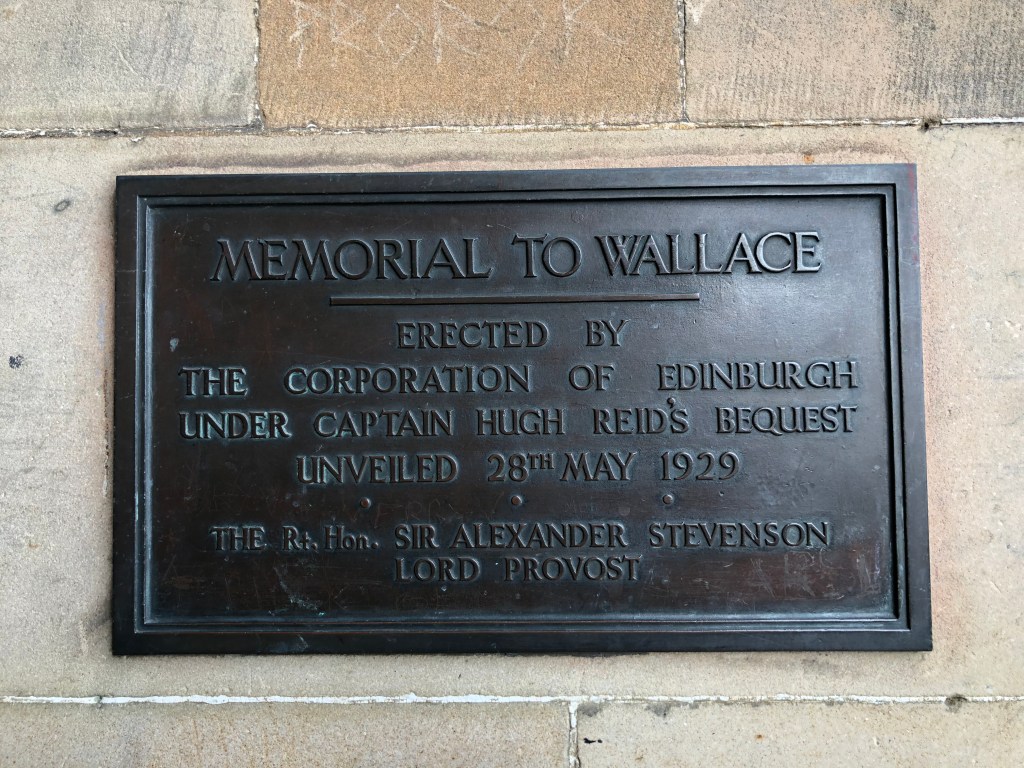 MEMORIAL TO WALLACE
ERECTED BY
THE CORPORATION OF EDINBURGH
UNDER CAPTAIN HUGH REID'S BEQUEST
UNVEILED 28TH MAY 1929
THE Rt. Hon. SIR ALEXANDER STEVENSON
LORD PROVOST